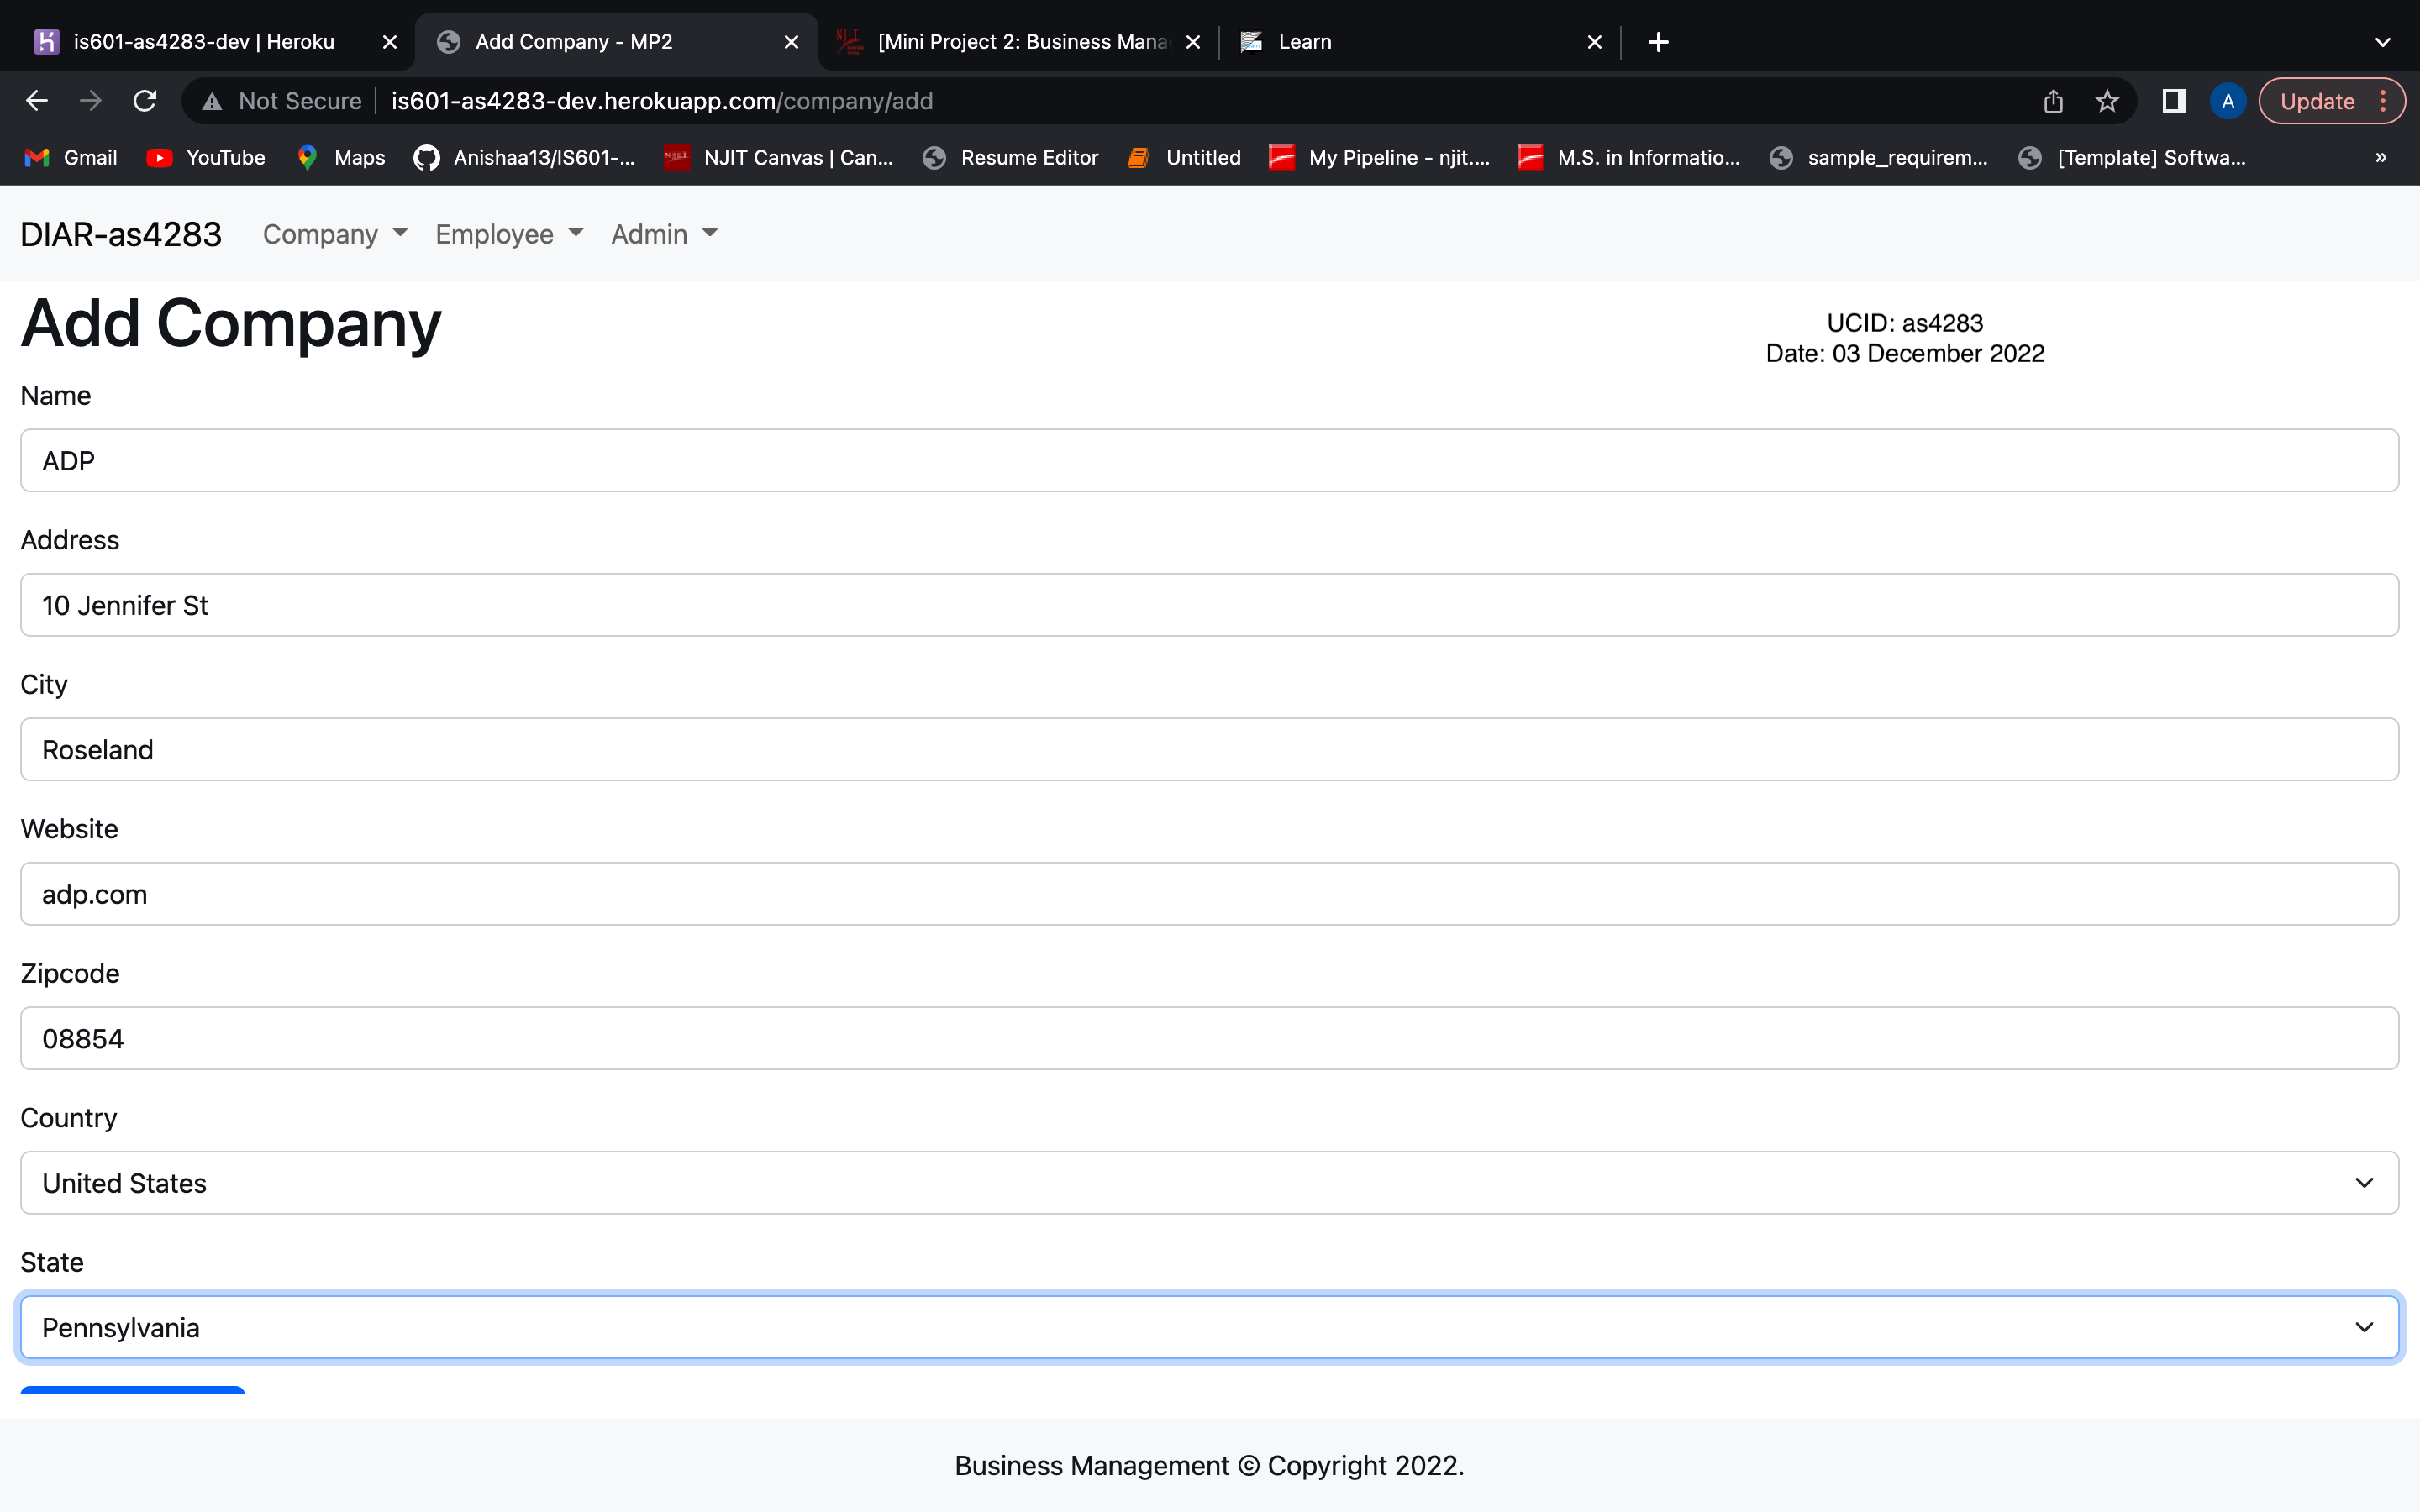 is601-as4283-dev | Heroku
Add Company - MP2
[Mini Project 2: Business Mana
Learn
Not Secure is601-as4283-dev.herokuapp.com/company/add
A
Update
Gmail YouTube Maps Anishaa13/IS601-... NJIT Canvas | Can... Resume Editor Untitled My Pipeline - njit.... M.S. in Informatio... sample_requirem... [Template] Softwa... »
DIAR-as4283 Company Employee Admin
Add Company
UCID: as4283
Date: 03 December 2022
Name
ADP
Address
10 Jennifer St
City
Roseland
Website
adp.com
Zipcode
08854
Country
United States
State
Pennsylvania
Business Management © Copyright 2022.